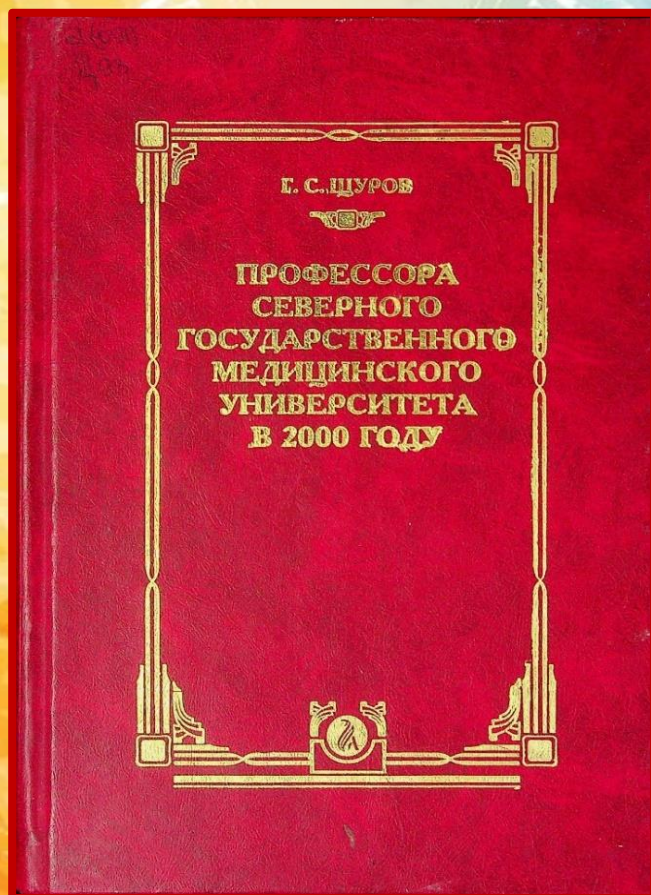 Г. С. ЩУРОВ
ПРОФЕССОРА
СЕВЕРНОГО
ГОСУДАРСТВЕННОГО
МЕДИЦИНСКОГО
УНИВЕРСИТЕТА
В 2000 ГОДУ